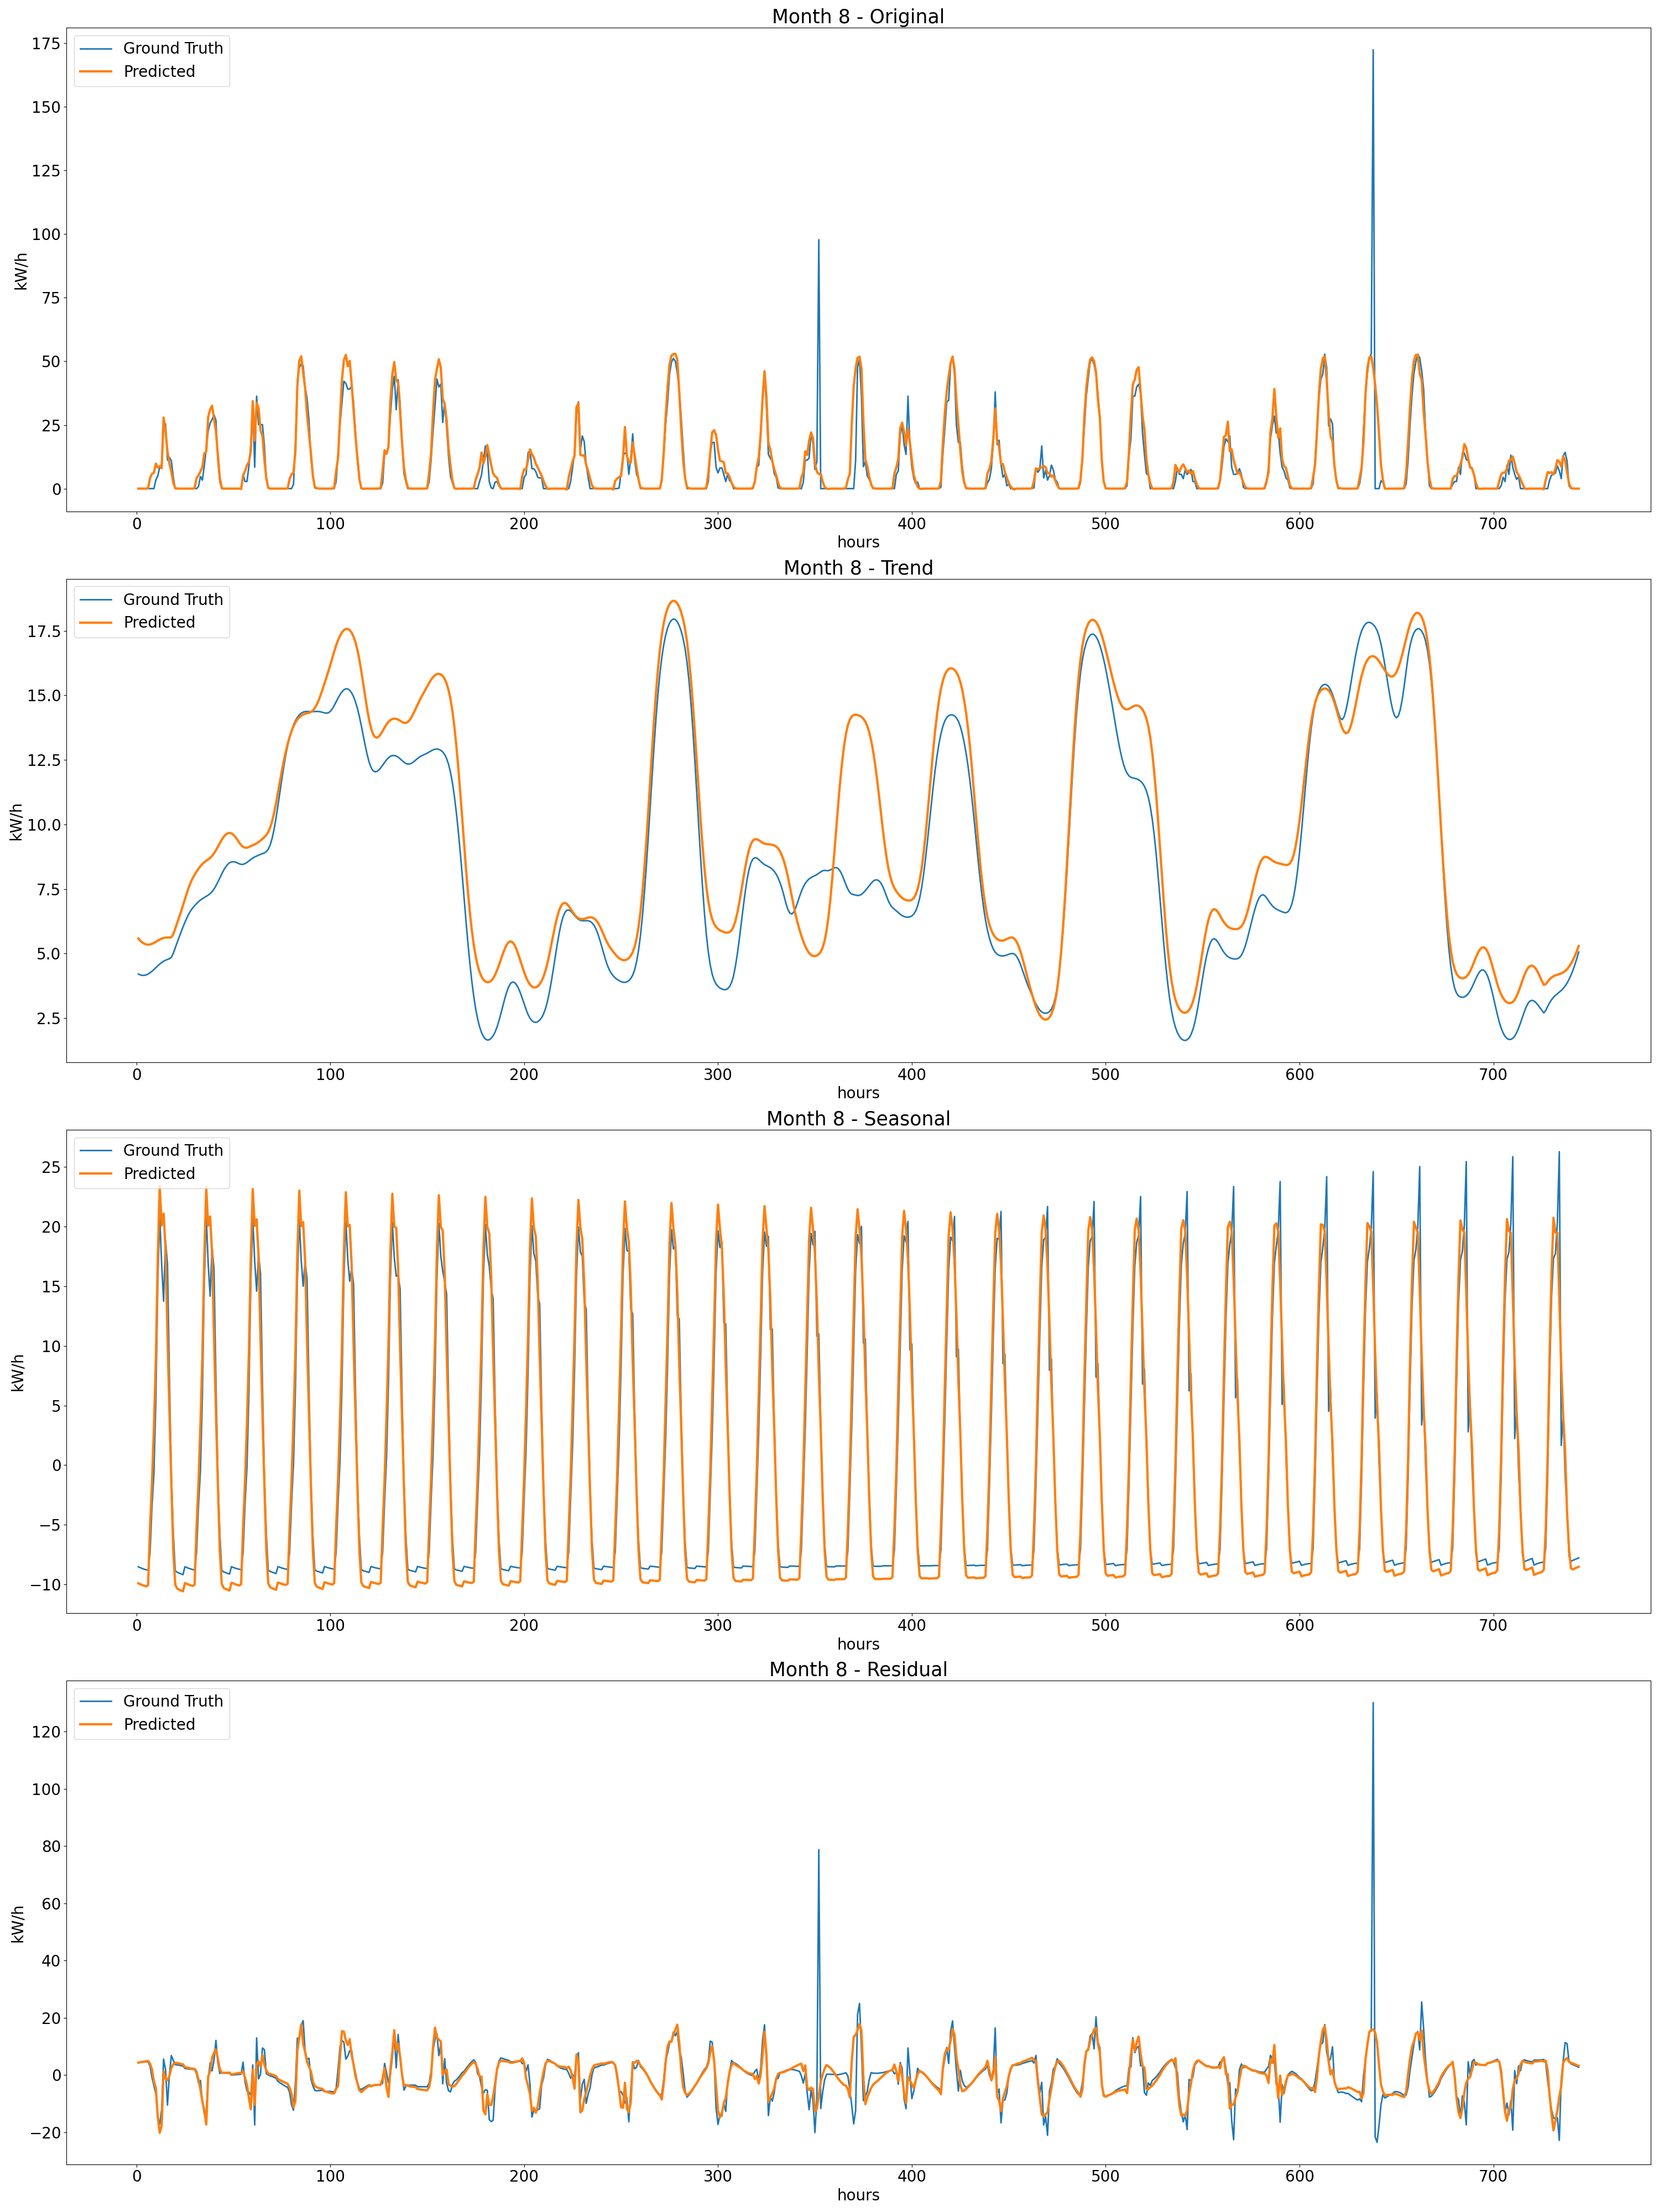 Month 8 - Original
Ground Truth
Predicted
175
150
125
100
75
50
25
0
kW/h
0 100 200 300 400 500 600 700
hours
Month 8 - Trend
Ground Truth
Predicted
17.5
15.0
12.5
10.0
7.5
5.0
2.5
kW/h
0 100 200 300 400 500 600 700
hours
Month 8 - Seasonal
Ground Truth
Predicted
25
20
15
10
5
0
−5
−10
kW/h
0 100 200 300 400 500 600 700
hours
Month 8 - Residual
Ground Truth
Predicted
120
100
80
60
40
20
0
−20
kW/h
0 100 200 300 400 500 600 700
hours